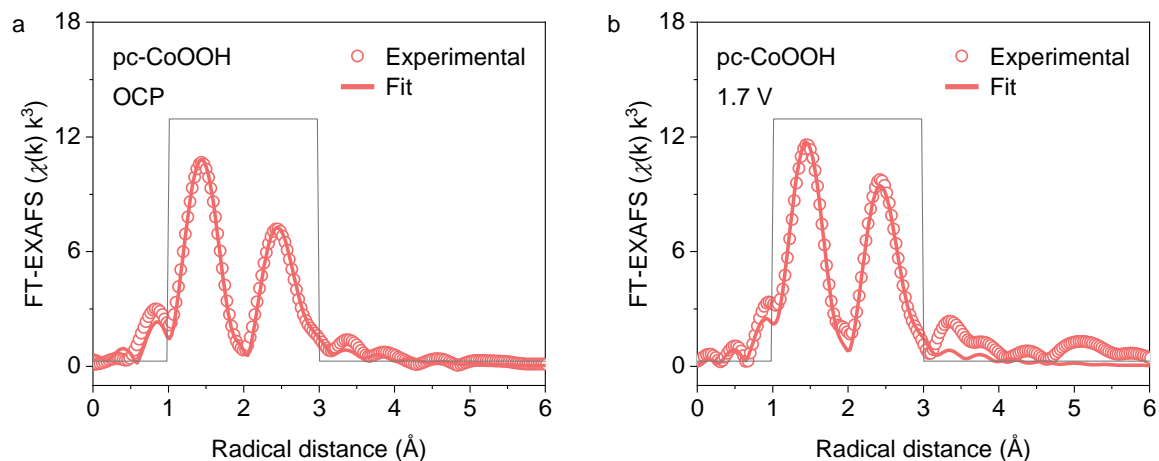 a
pc-CoOOH
OCP
Experimental
Fit
FT-EXAFS (χ(k) k³)
18
12
6
0
0 1 2 3 4 5 6
Radical distance (Å)
b
pc-CoOOH
1.7 V
Experimental
Fit
FT-EXAFS (χ(k) k³)
18
12
6
0
0 1 2 3 4 5 6
Radical distance (Å)